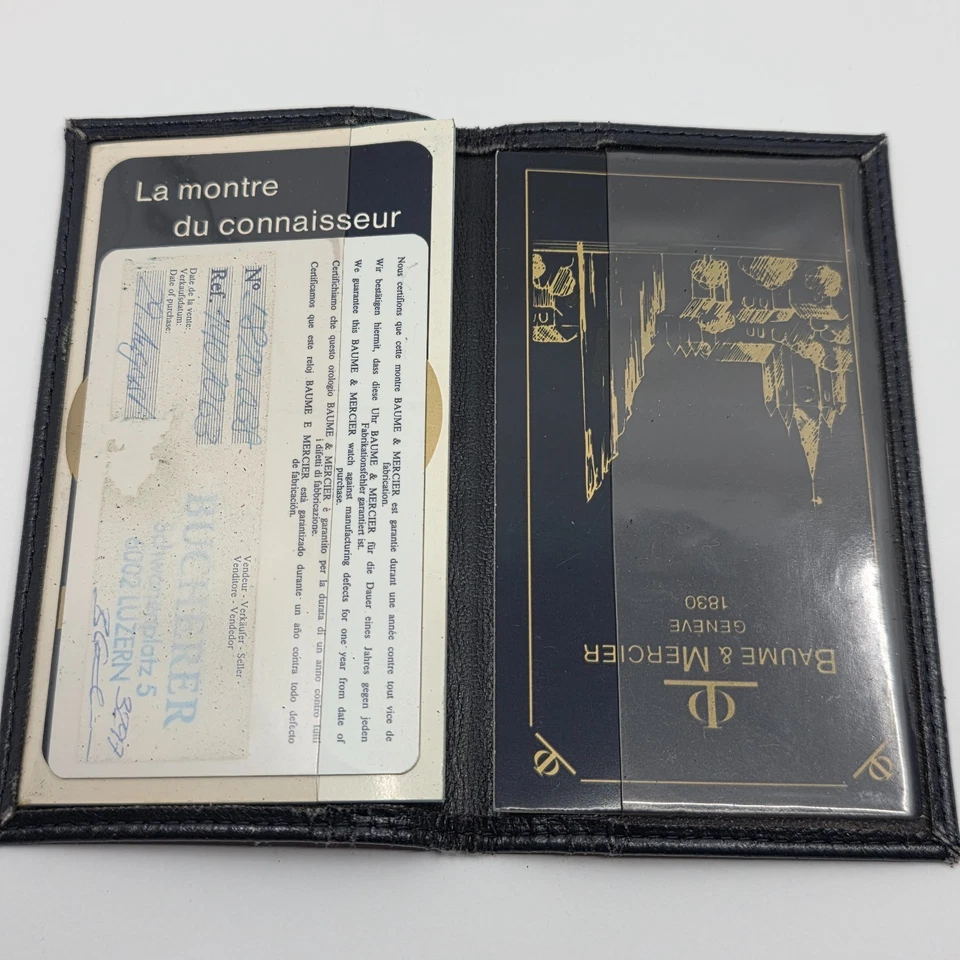 La montre
du connaisseur
Nous certifions que cette montre BAUME & MERCIER est garantie durant une année contre tout vice de
fabrication.
Wir bestätigen hiermit, dass diese Uhr BAUME & MERCIER für die Dauer eines Jahres gegen jeden
Fabrikationsfehler garantiert ist.
We guarantee this BAUME & MERCIER watch against manufacturing defects for one year from date of
purchase.
Certifichiamo che questo orologio BAUME & MERCIER è garantito per la durata di un anno contro tutti
i difetti di fabbricazione.
Certificamos que este reloj BAUME E MERCIER está garantizado durante un año contra todo defecto
de fabricación.
Nº
Ref.
Date de la vente:
Verkaufsdatum:
Date of purchase:
Vendeur - Verkäufer - Seller
Venditore - Vendedor
BUCHERER
Schwanenplatz 5
6002 LUZERN
BAUME & MERCIER
GENÈVE
1830